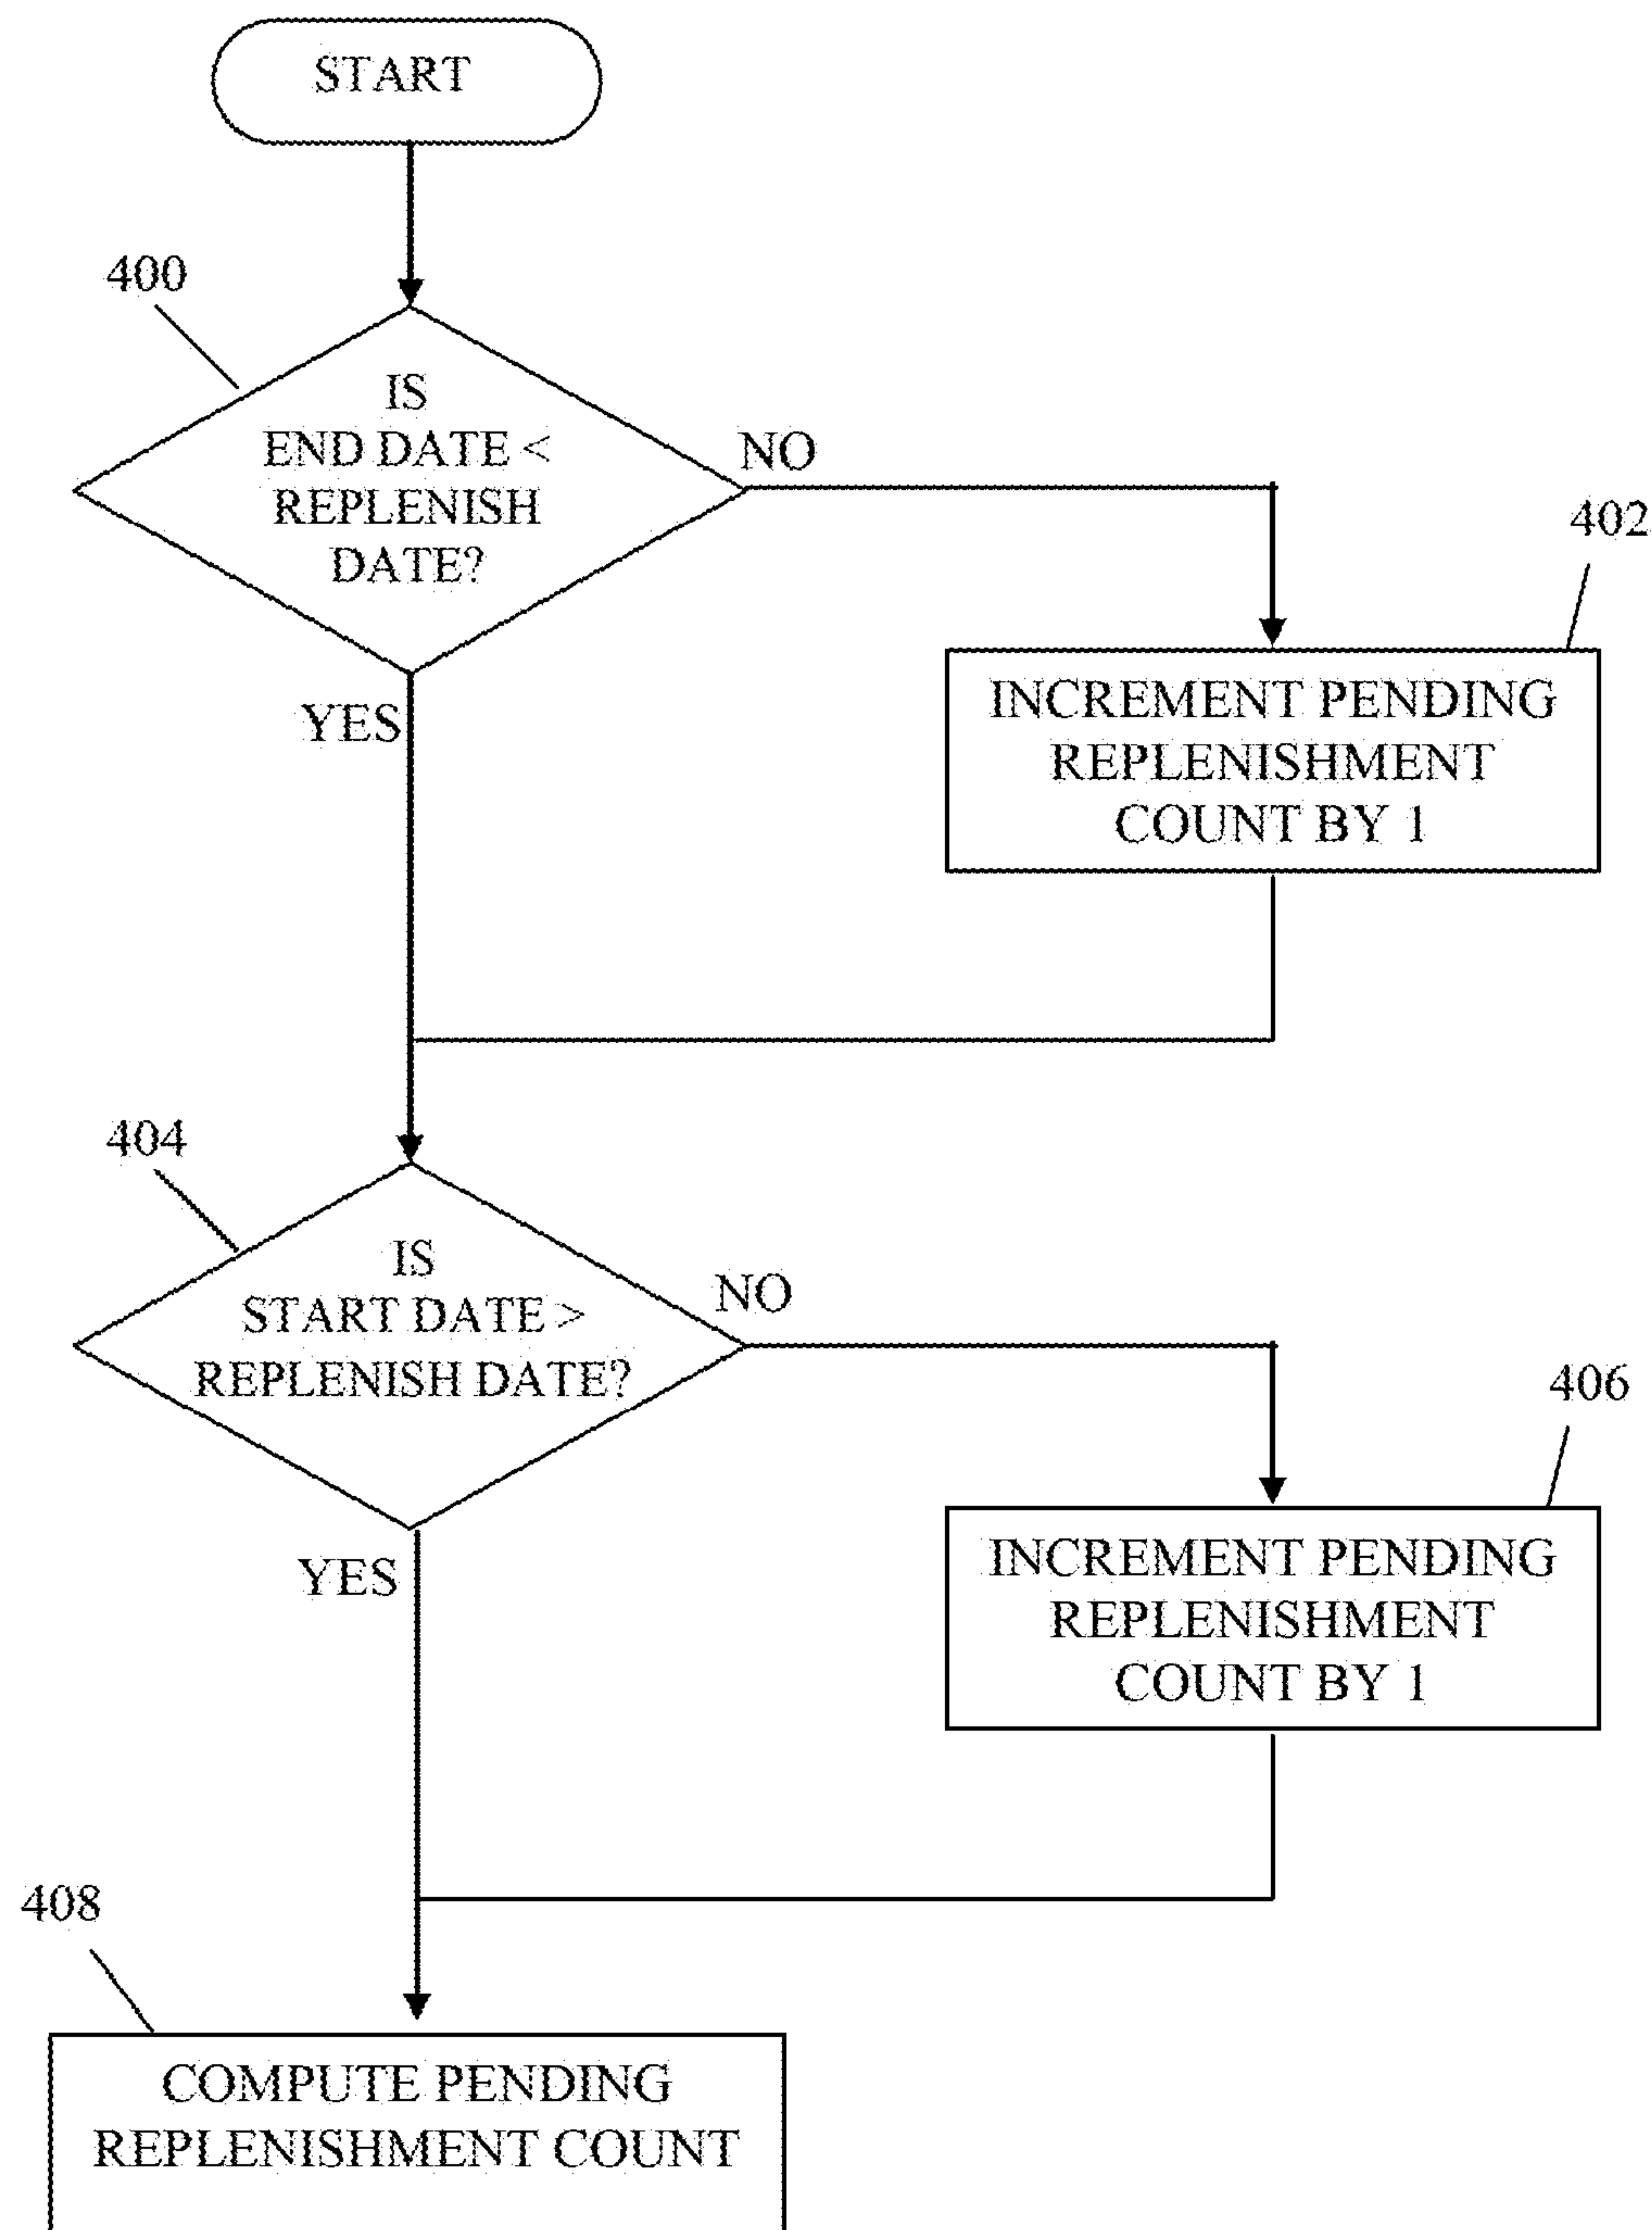 START
400
IS
END DATE <
REPLENISH
DATE?
NO
402
INCREMENT PENDING
REPLENISHMENT
COUNT BY 1
YES
404
IS
START DATE >
REPLENISH DATE?
NO
406
INCREMENT PENDING
REPLENISHMENT
COUNT BY 1
YES
408
COMPUTE PENDING
REPLENISHMENT COUNT